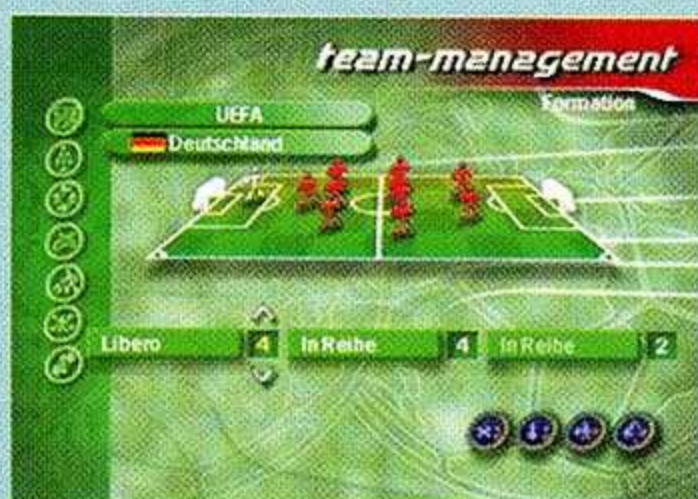 team-management
Formation
UEFA
Deutschland
Libero 4 In Reihe 4 In Reihe 2